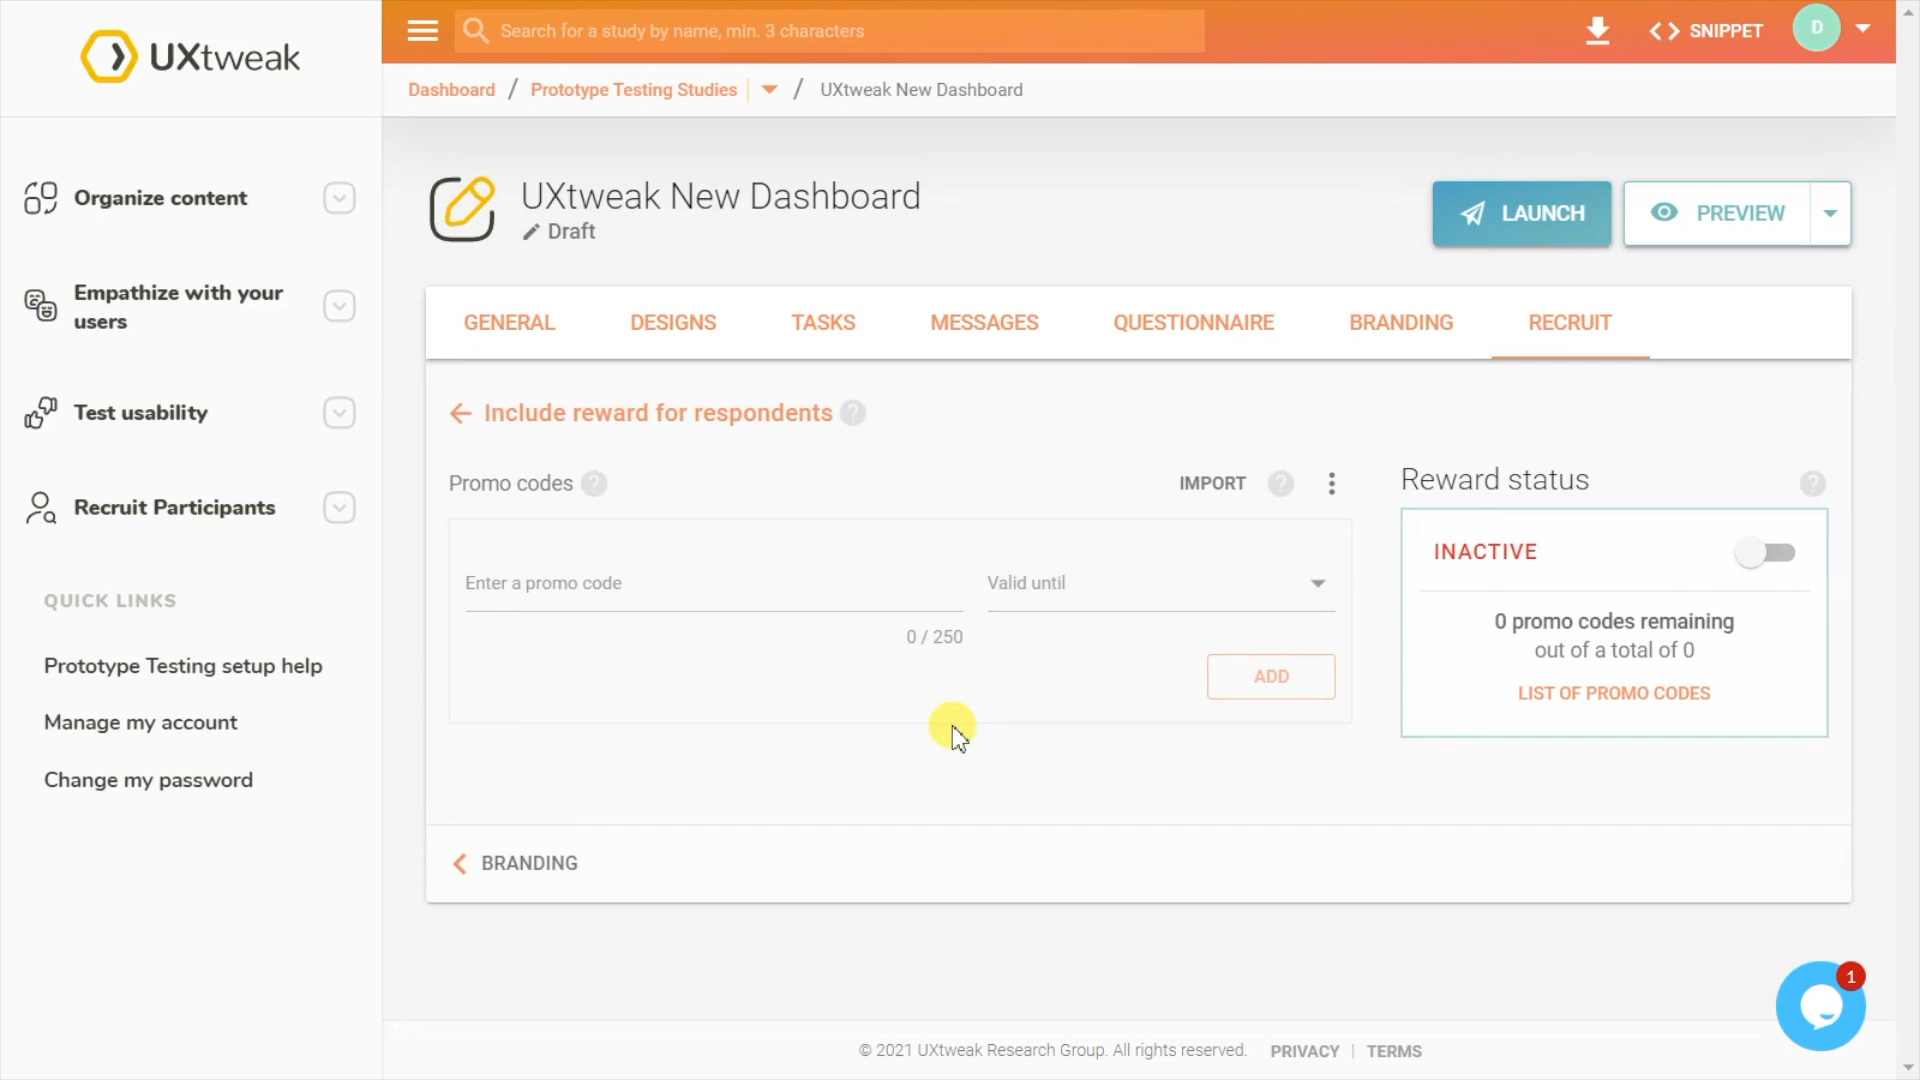 UXtweak
Search for a study by name, min. 3 characters
SNIPPET
D
Dashboard / Prototype Testing Studies / UXtweak New Dashboard
Organize content
Empathize with your
users
Test usability
Recruit Participants
QUICK LINKS
Prototype Testing setup help
Manage my account
Change my password
UXtweak New Dashboard
Draft
LAUNCH
PREVIEW
GENERAL DESIGNS TASKS MESSAGES QUESTIONNAIRE BRANDING RECRUIT
Include reward for respondents ?
Promo codes ? IMPORT ?
Enter a promo code Valid until
0 / 250
ADD
Reward status ?
INACTIVE
0 promo codes remaining
out of a total of 0
LIST OF PROMO CODES
BRANDING
1
© 2021 UXtweak Research Group. All rights reserved. PRIVACY | TERMS